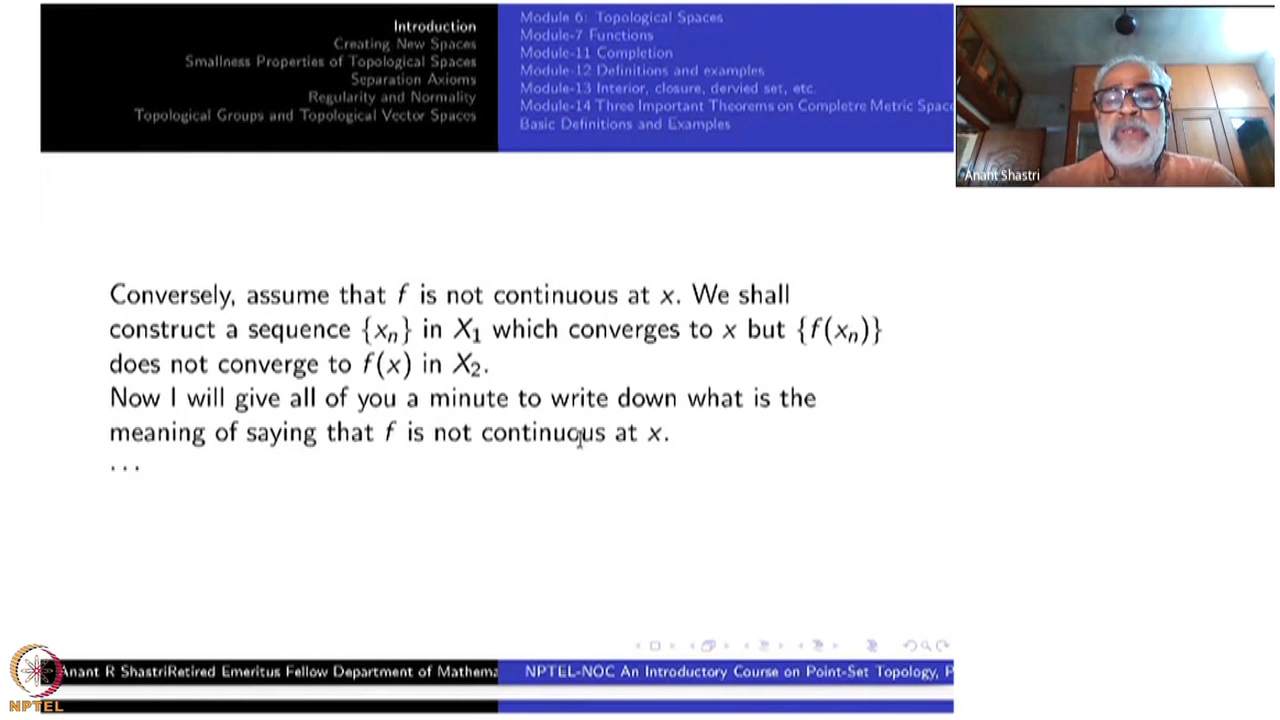 Introduction
Creating New Spaces
Smallness Properties of Topological Spaces
Separation Axioms
Regularity and Normality
Topological Groups and Topological Vector Spaces
Module 6: Topological Spaces
Module-7 Functions
Module-11 Completion
Module-12 Definitions and examples
Module-13 Interior, closure, dervied set, etc.
Module-14 Three Important Theorems on Completre Metric Space
Basic Definitions and Examples
Anant Shastri
Conversely, assume that f is not continuous at x. We shall
construct a sequence {xₙ} in X₁ which converges to x but {f(xₙ)}
does not converge to f(x) in X₂.
Now I will give all of you a minute to write down what is the
meaning of saying that f is not continuous at x.
...
Anant R ShastriRetired Emeritus Fellow Department of Mathema
NPTEL-NOC An Introductory Course on Point-Set Topology, P
NPTEL